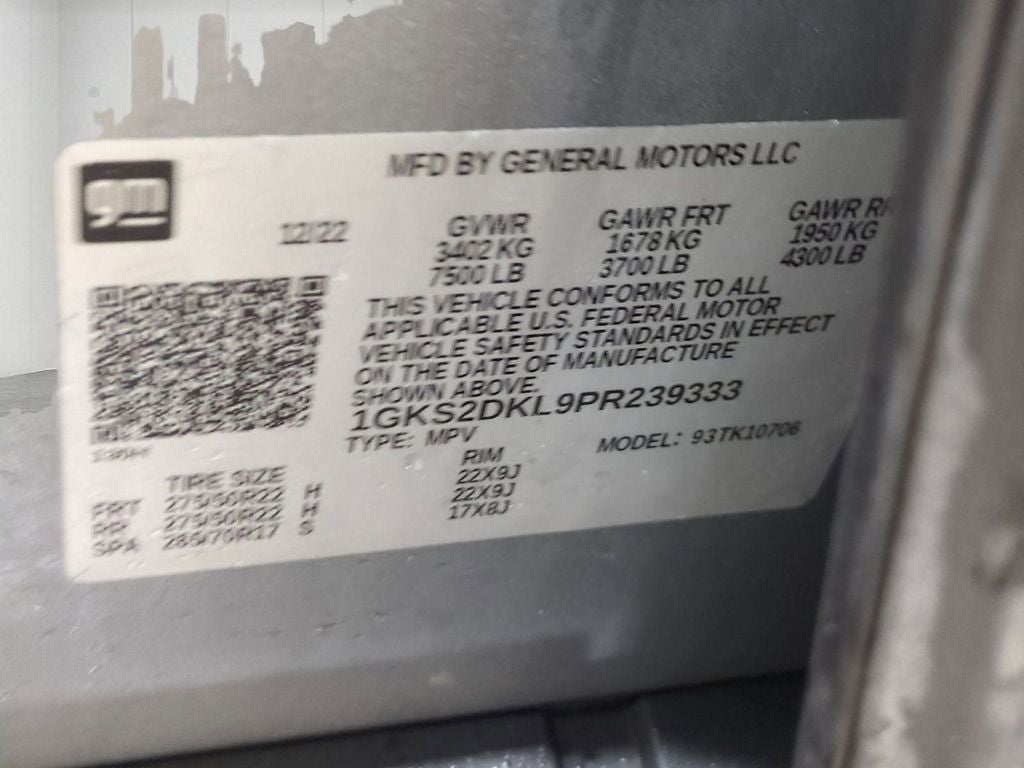 gm
MFD BY GENERAL MOTORS LLC
12/22 GVWR GAWR FRT GAWR
3402 KG 1678 KG 1950 KG
7500 LB 3700 LB 4300 LB
THIS VEHICLE CONFORMS TO ALL
APPLICABLE U.S. FEDERAL MOTOR
VEHICLE SAFETY STANDARDS IN EFFECT
ON THE DATE OF MANUFACTURE
SHOWN ABOVE.
1GKS2DKL9PR239333
TYPE: MPV MODEL: 93TK10706
TIRE SIZE RIM
FRT 275/50R22 H 22X9J
RR 275/50R22 H 22X9J
SPA 265/70R17 S 17X8J